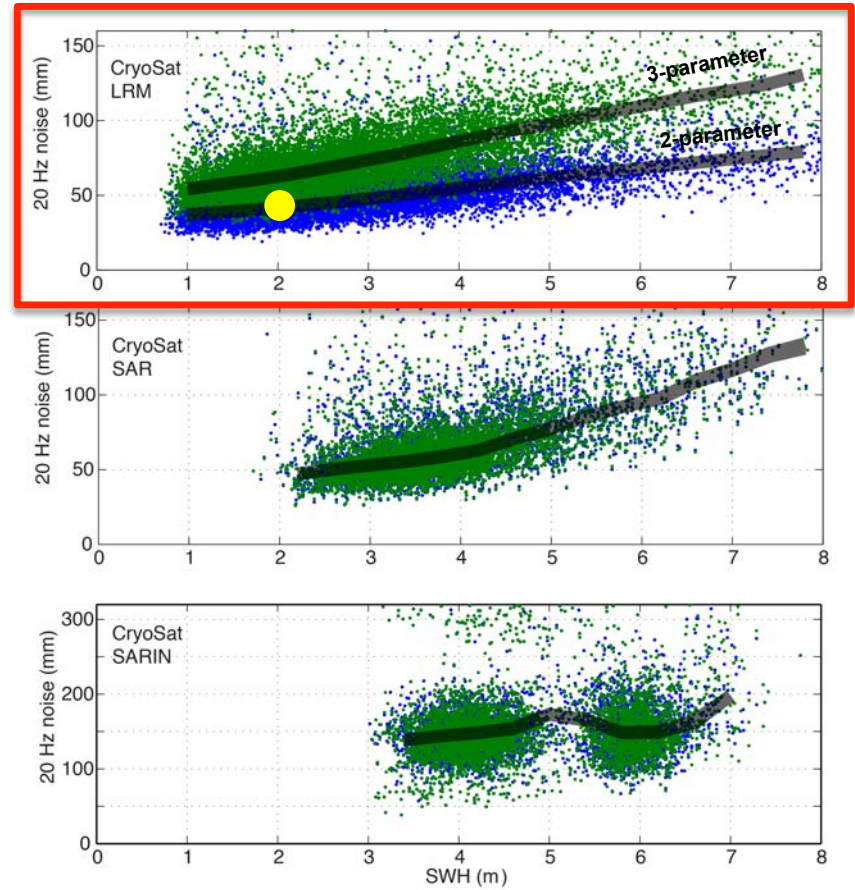 150
CryoSat
LRM
3-parameter
2-parameter
100
50
0
20 Hz noise (mm)
1 2 3 4 5 6 7 8
150
CryoSat
SAR
100
50
0
20 Hz noise (mm)
0 1 2 3 4 5 6 7 8
300
CryoSat
SARIN
200
100
0
20 Hz noise (mm)
0 1 2 3 4 5 6 7 8
SWH (m)